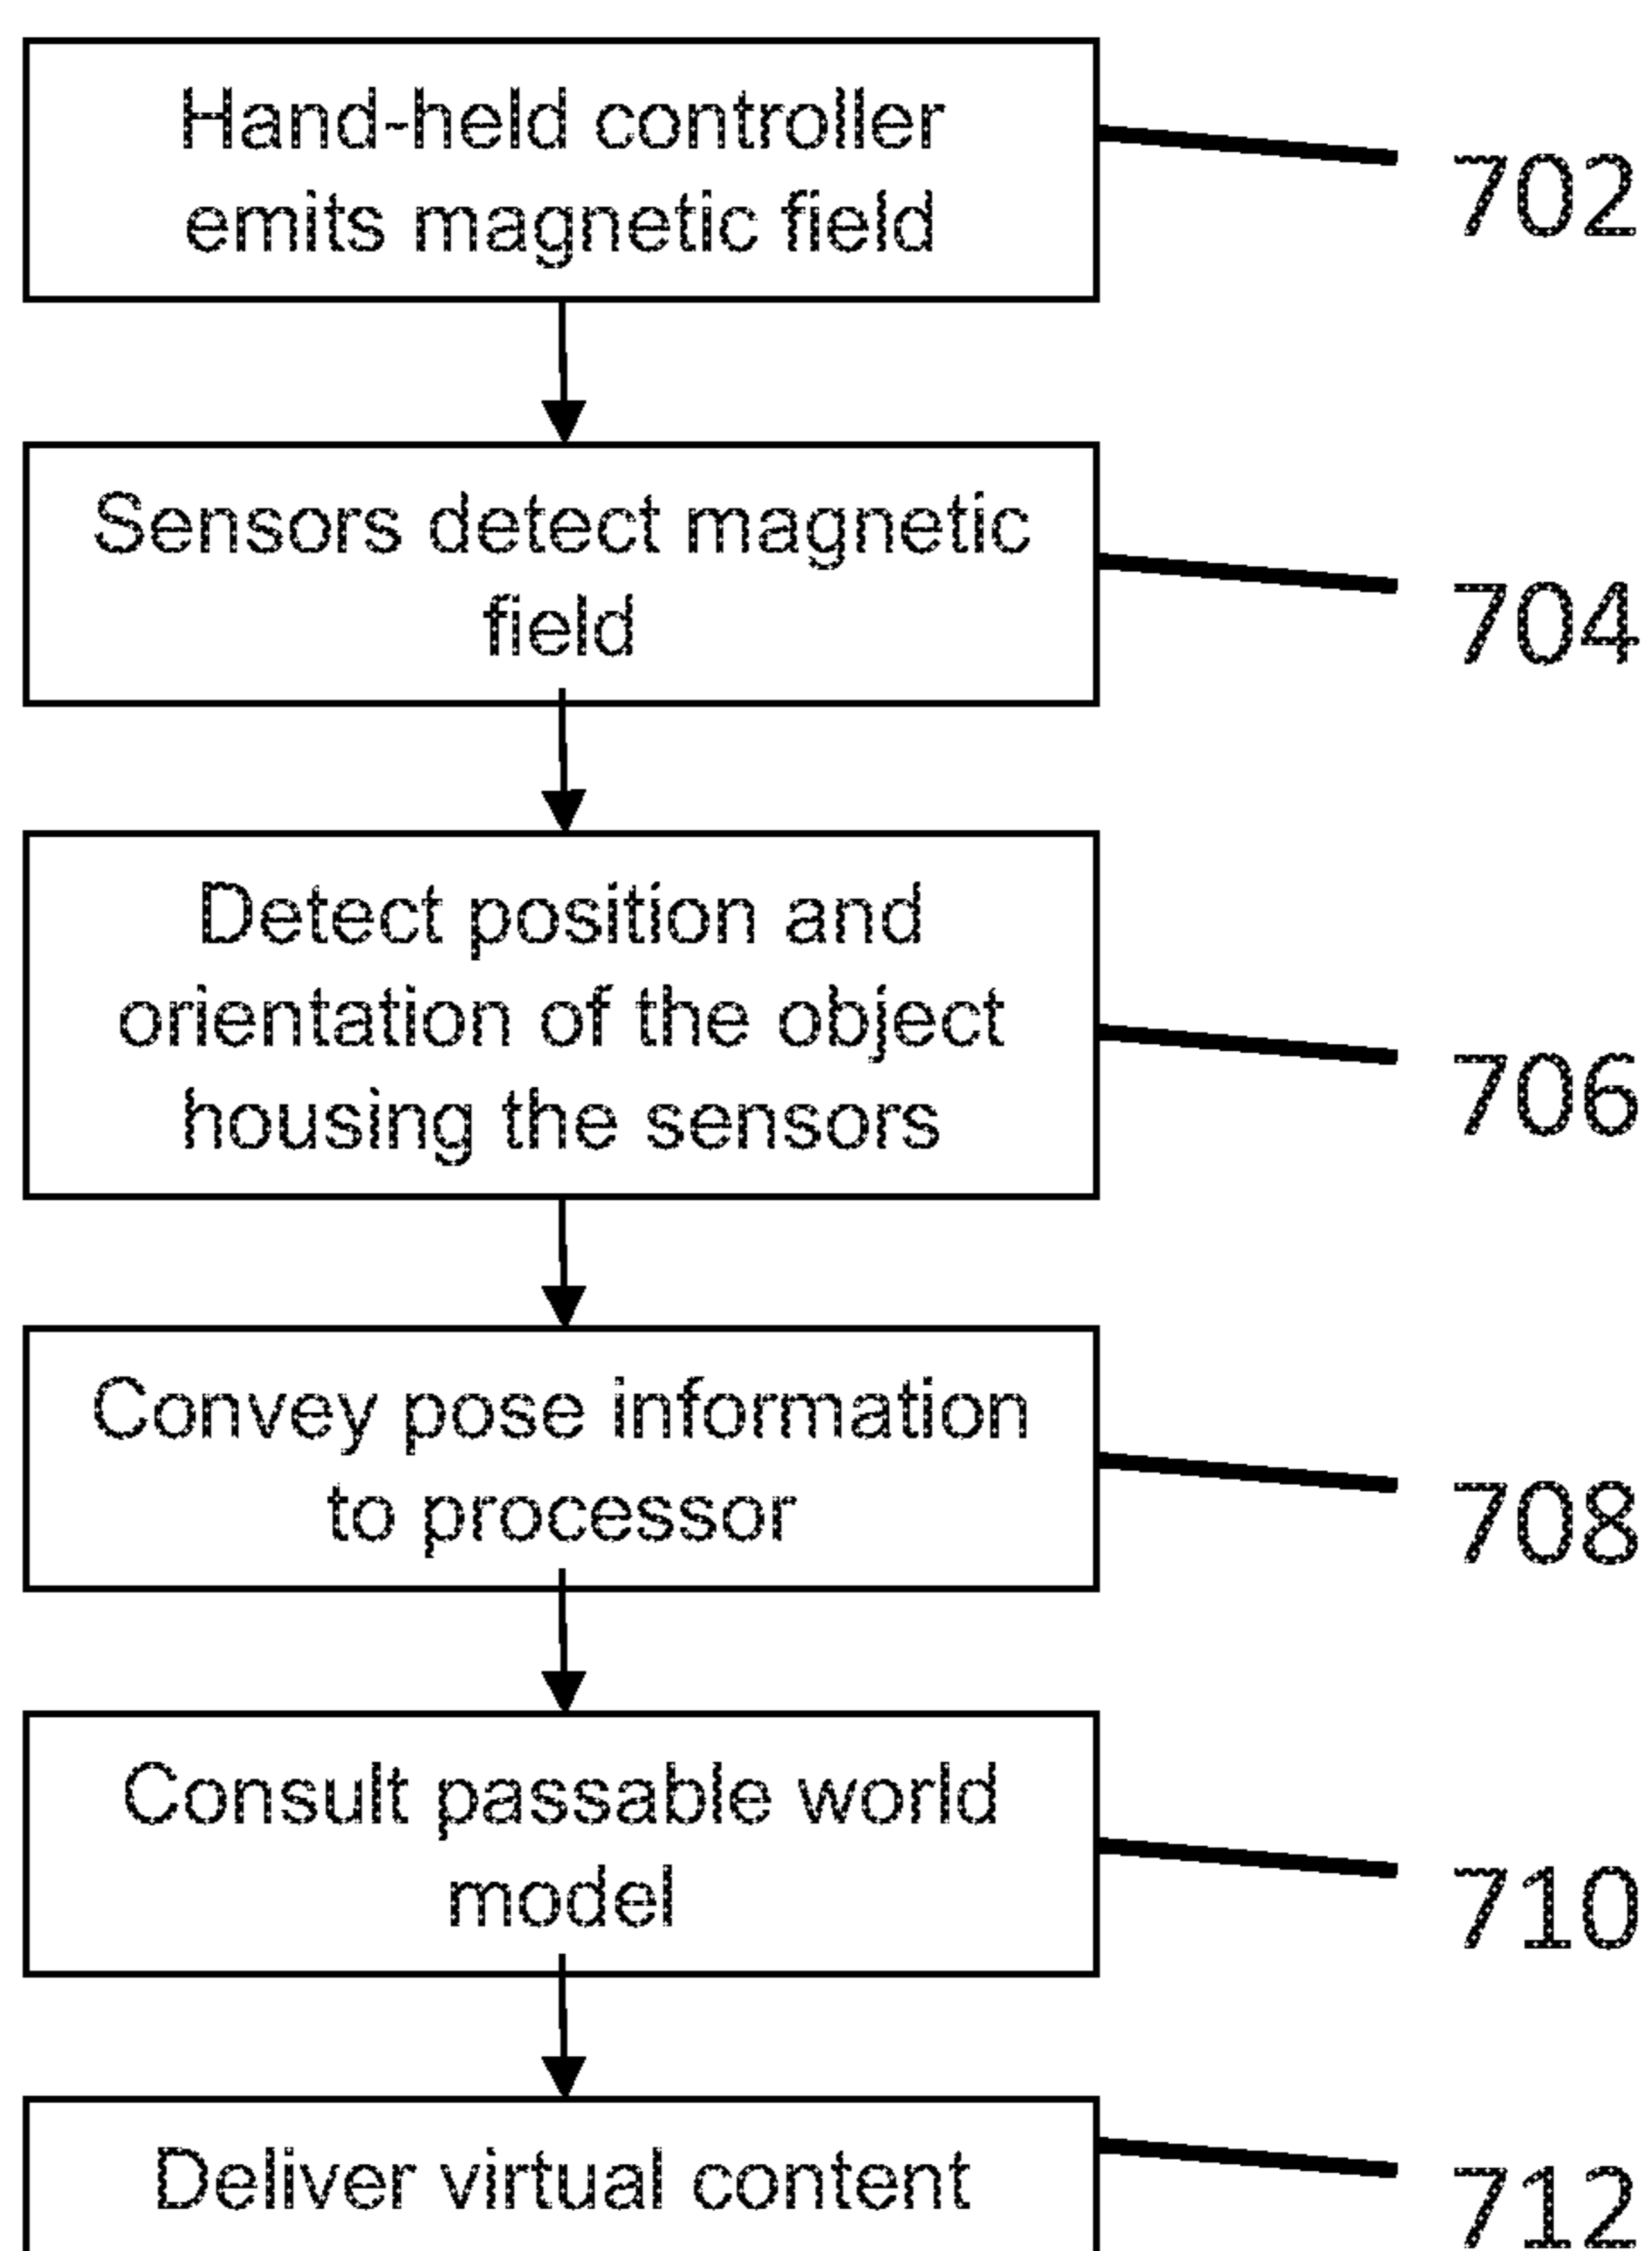 Hand-held controller
emits magnetic field
702
Sensors detect magnetic
field
704
Detect position and
orientation of the object
housing the sensors
706
Convey pose information
to processor
708
Consult passable world
model
710
Deliver virtual content
712